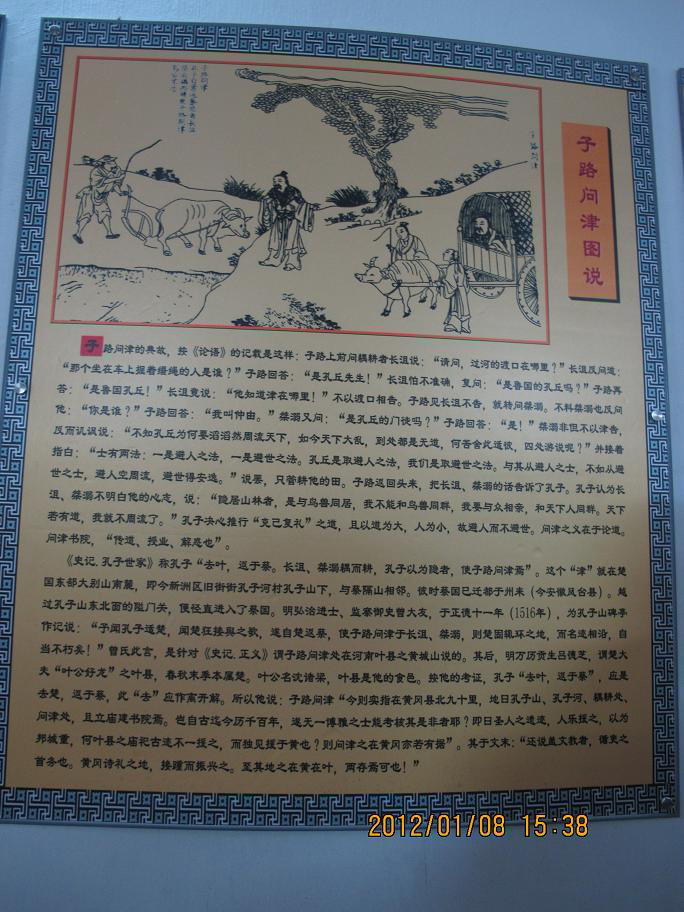 子路问津图说
子路问津
子路问津的典故，按《论语》的记载是这样：子路上前问耦耕者长沮说：“请问，过河的渡口在哪里？”长沮反问道：
“那个坐在车上握着缰绳的人是谁？”子路回答：“是孔丘先生！”长沮怕不准确，复问：“是鲁国的孔丘吗？”子路再
答：“是鲁国孔丘！”长沮竟说：“他知道津在哪里！”不以渡口相告。子路见长沮不告，就转问桀溺。不料桀溺也反问
他：“你是谁？”子路回答：“我叫仲由。”桀溺又问：“是孔丘的门徒吗？”子路回答：“是！”桀溺非但不以津告，
反而讥讽说：“不知孔丘为何要滔滔然周流天下，如今天下大乱，到处都是无道，何苦舍此适彼，四处游说呢？”并接着
指白：“士有两法：一是避人之法，一是避世之法。孔丘是取避人之法，我们是取避世之法。与其从避人之士，不如从避
世之士，避人空周流，避世得安逸。”说罢，只管耕他的田。子路返回头来，把长沮、桀溺的话告诉了孔子。孔子认为长
沮、桀溺不明白他的心志，说：“隐居山林者，是与鸟兽同居，我不能和鸟兽同群，我要与众相亲，和天下人同群。天下
若有道，我就不周流了。”孔子决心推行“克己复礼”之道，且以道为大，人为小，故避人而不避世。问津之义在于论道。
问津书院，“传道、授业、解惑也”。
《史记.孔子世家》称孔子“去叶，返于蔡。长沮、桀溺耦而耕，孔子以为隐者，使子路问津焉”。这个“津”就在楚
国东部大别山南麓，即今新洲区旧街街孔子河村孔子山下，与蔡隔山相邻。彼时蔡国已迁都于州来（今安徽凤台县）。越
过孔子山东北面的隘门关，便径直进入了蔡国。明弘治进士、监察御史曾大友，于正德十一年（1516年），为孔子山碑亭
作记说：“予闻孔子适楚，闻楚狂接舆之歌，遂自楚返蔡，使子路问津于长沮、桀溺，则楚固辄环之地，而名迹相沿，自
当不朽矣！”曾氏此言，是针对《史记.正义》谓子路问津处在河南叶县之黄城山说的。其后，明万历贡生吕德芝，谓楚大
夫“叶公好龙”之叶县，春秋末季本属楚。叶公名沈诸梁，叶县是他的食邑。按他的考证，孔子“去叶，返于蔡”，应是
去楚，返于蔡，此“去”应作离开解。所以他说：子路问津“今则实指在黄冈县北九十里，地曰孔子山、孔子河、耦耕处、
问津处，且立庙建书院焉。也自古迄今历千百年，遂无一博雅之士能考核其是非者耶？即曰圣人之遗迹，人乐援之，以为
邦城重，何叶县之庙祀古迹不一援之，而独见援于黄也？则问津之在黄冈亦若有据”。其于文末：“还说盖文教者，循吏之
首务也。黄冈诗礼之地，接踵而振兴之。至其地之在黄在叶，两存焉可也！”
2012/01/08 15:38